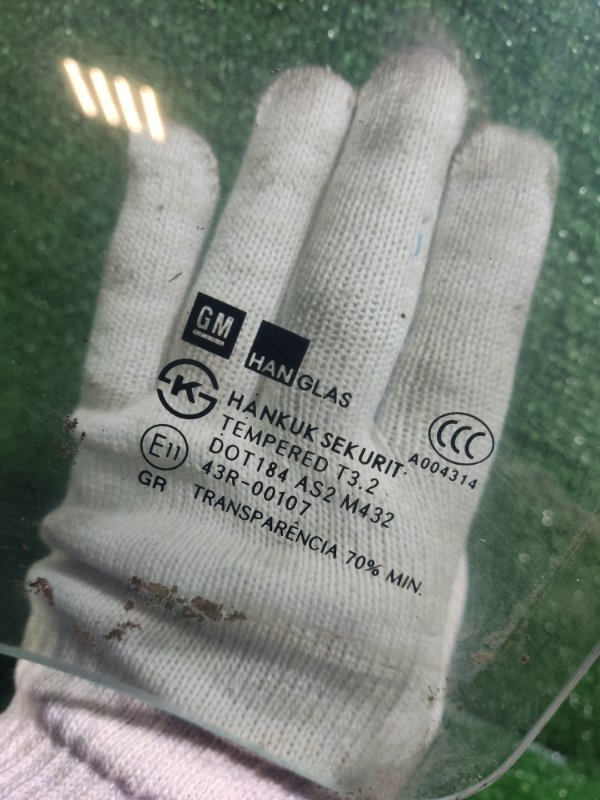 GM
HANGLAS
K
HANKUK SEKURIT
TEMPERED T3.2
DOT184 AS2 M432
E11 43R-00107
GR TRANSPARÊNCIA 70% MIN.
CCC
A004314